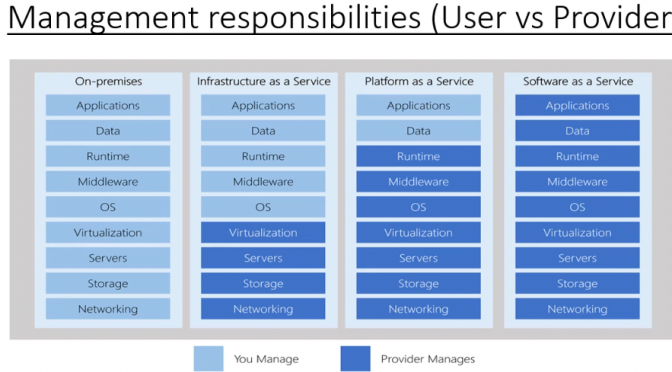 Management responsibilities (User vs Provider
On-premises
Applications
Data
Runtime
Middleware
OS
Virtualization
Servers
Storage
Networking
Infrastructure as a Service
Applications
Data
Runtime
Middleware
OS
Virtualization
Servers
Storage
Networking
Platform as a Service
Applications
Data
Runtime
Middleware
OS
Virtualization
Servers
Storage
Networking
Software as a Service
Applications
Data
Runtime
Middleware
OS
Virtualization
Servers
Storage
Networking
You Manage
Provider Manages